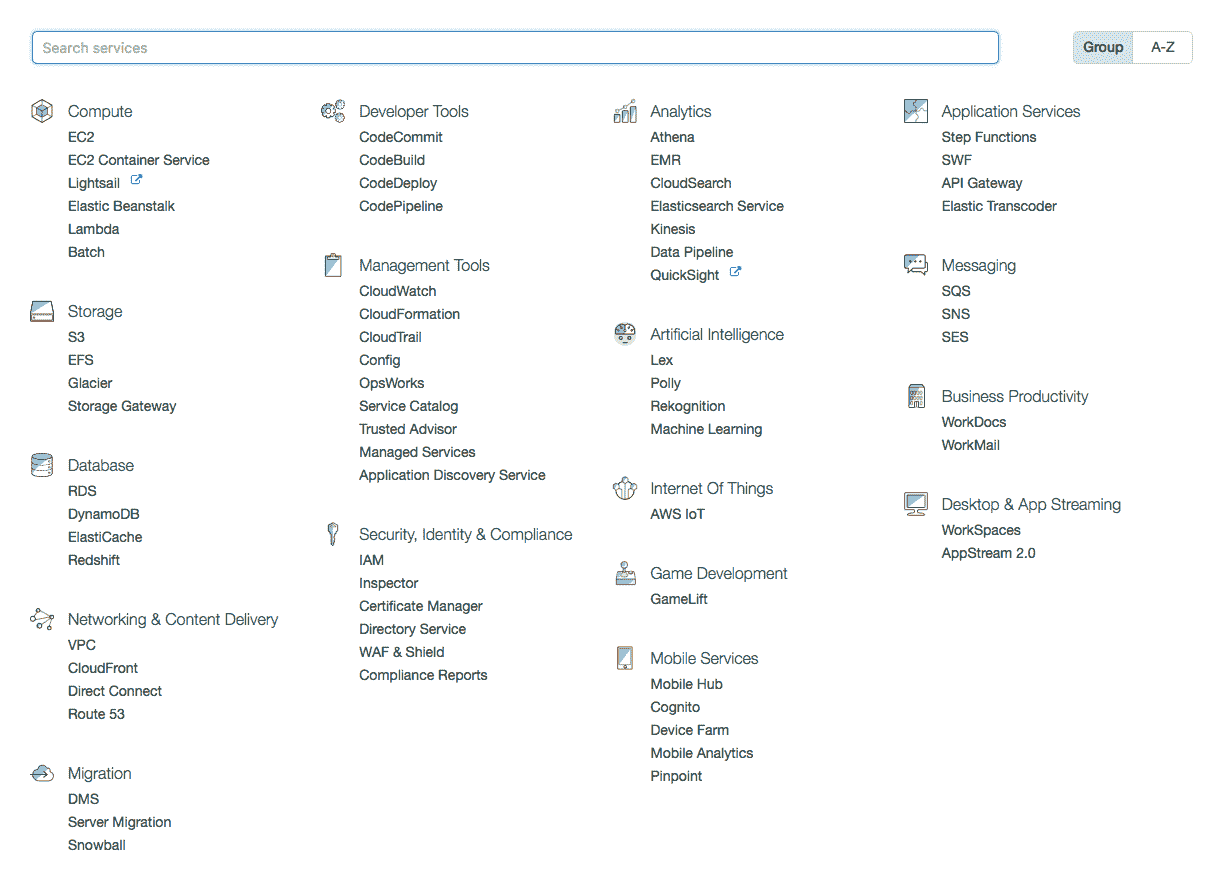 Search services
Group
A-Z
Compute
EC2
EC2 Container Service
Lightsail
Elastic Beanstalk
Lambda
Batch
Storage
S3
EFS
Glacier
Storage Gateway
Database
RDS
DynamoDB
ElastiCache
Redshift
Networking & Content Delivery
VPC
CloudFront
Direct Connect
Route 53
Migration
DMS
Server Migration
Snowball
Developer Tools
CodeCommit
CodeBuild
CodeDeploy
CodePipeline
Management Tools
CloudWatch
CloudFormation
CloudTrail
Config
OpsWorks
Service Catalog
Trusted Advisor
Managed Services
Application Discovery Service
Security, Identity & Compliance
IAM
Inspector
Certificate Manager
Directory Service
WAF & Shield
Compliance Reports
Analytics
Athena
EMR
CloudSearch
Elasticsearch Service
Kinesis
Data Pipeline
QuickSight
Artificial Intelligence
Lex
Polly
Rekognition
Machine Learning
Internet Of Things
AWS IoT
Game Development
GameLift
Mobile Services
Mobile Hub
Cognito
Device Farm
Mobile Analytics
Pinpoint
Application Services
Step Functions
SWF
API Gateway
Elastic Transcoder
Messaging
SQS
SNS
SES
Business Productivity
WorkDocs
WorkMail
Desktop & App Streaming
WorkSpaces
AppStream 2.0